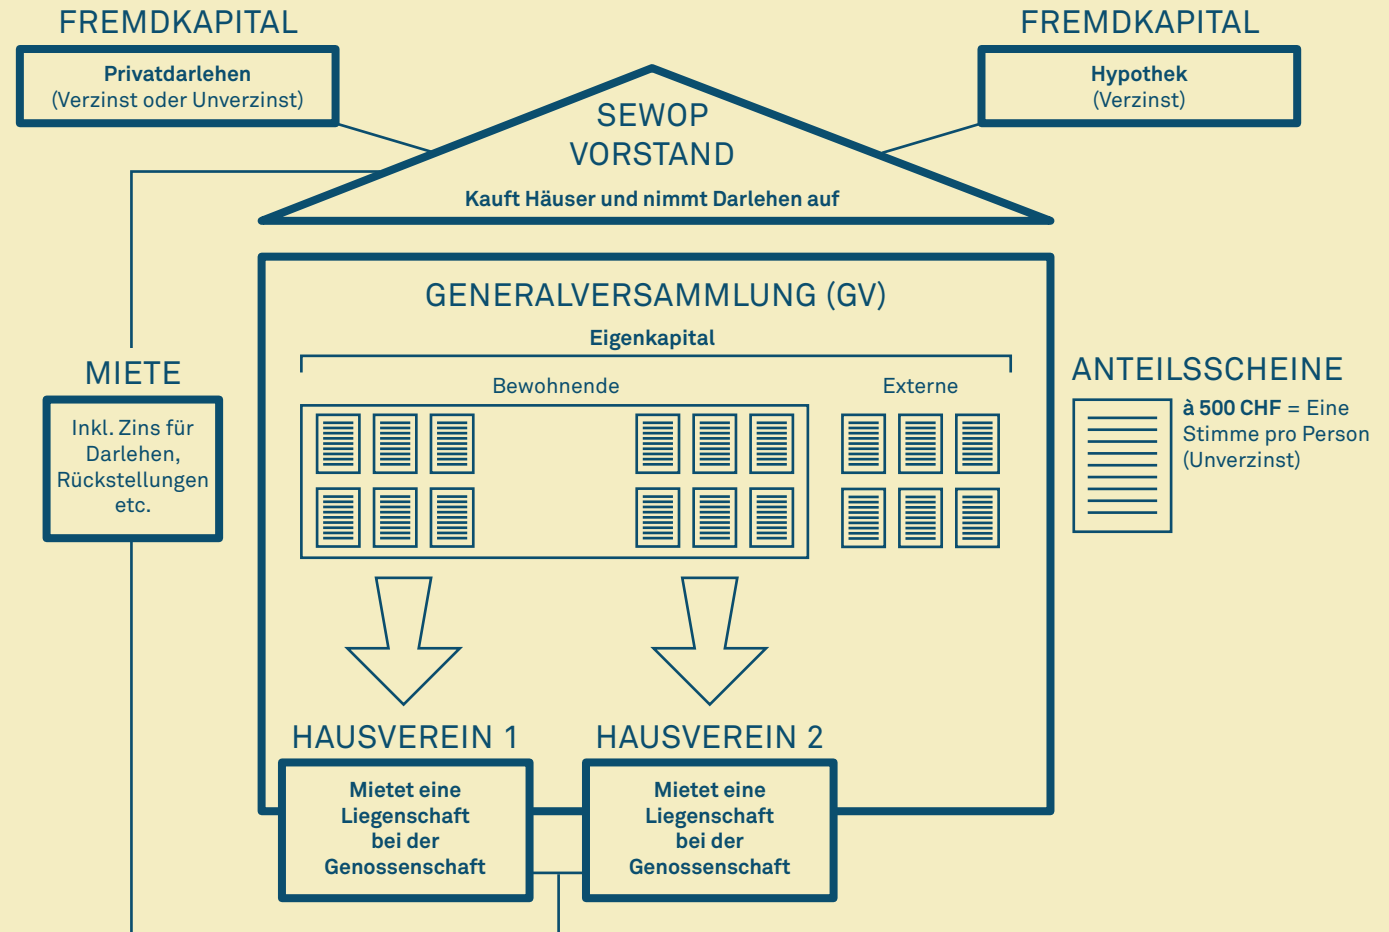 FREMDKAPITAL
Privatdarlehen
(Verzinst oder Unverzinst)
FREMDKAPITAL
Hypothek
(Verzinst)
SEWOP
VORSTAND
Kauft Häuser und nimmt Darlehen auf
GENERALVERSAMMLUNG (GV)
Eigenkapital
Bewohnende
Externe
MIETE
Inkl. Zins für
Darlehen,
Rückstellungen
etc.
ANTEILSSCHEINE
à 500 CHF = Eine
Stimme pro Person
(Unverzinst)
HAUSVEREIN 1
Mietet eine
Liegenschaft
bei der
Genossenschaft
HAUSVEREIN 2
Mietet eine
Liegenschaft
bei der
Genossenschaft